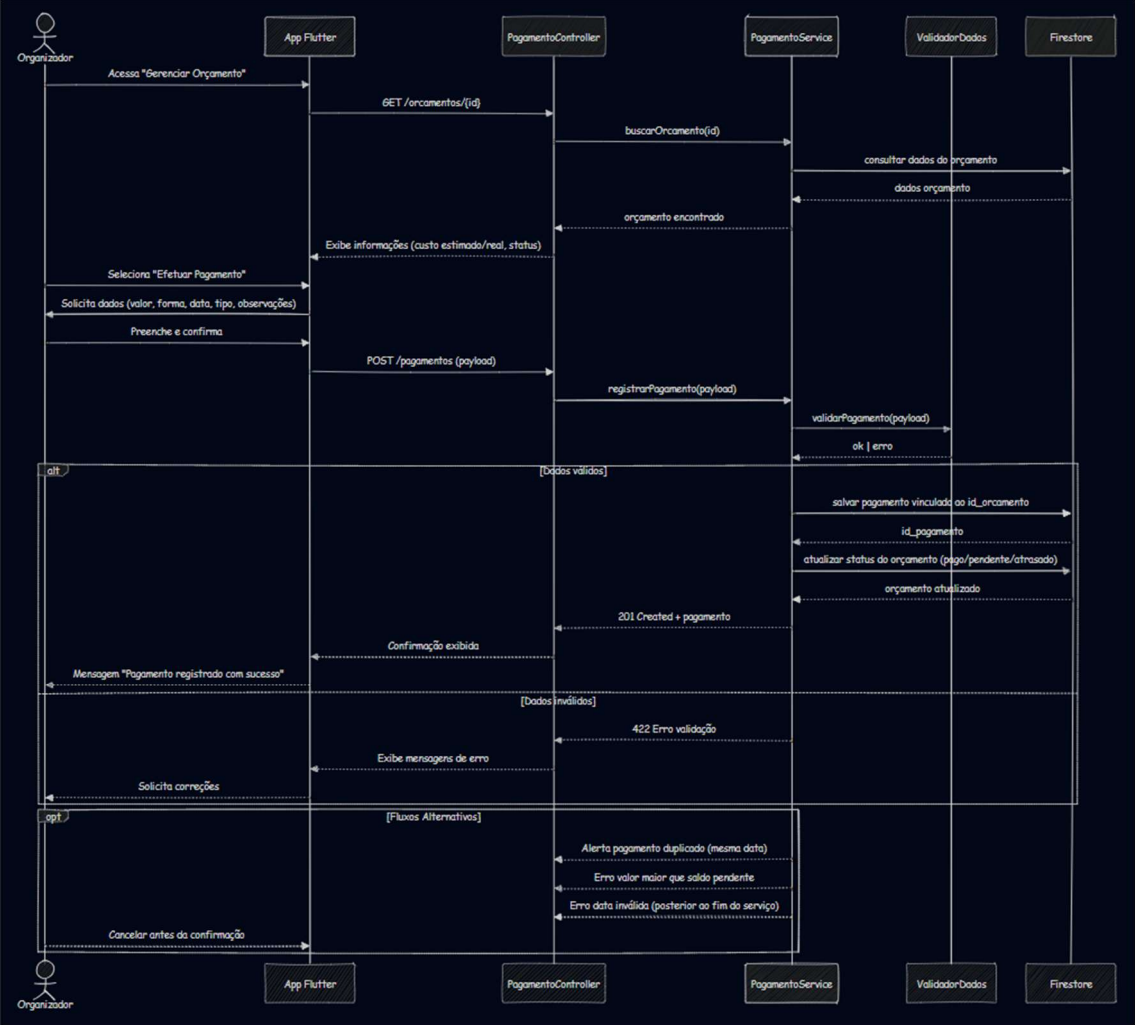 Organizador
App Flutter
PagamentoController
PagamentoService
ValidadorDados
Firestore
Acessa "Gerenciar Orçamento"
GET /orcamentos/{id}
buscarOrcamento(id)
consultar dados do orçamento
dados orçamento
orçamento encontrado
Exibe informações (custo estimado/real, status)
Seleciona "Efetuar Pagamento"
Solicita dados (valor, forma, data, tipo, observações)
Preenche e confirma
POST /pagamentos (payload)
registrarPagamento(payload)
validarPagamento(payload)
ok | erro
alt
[Dados válidos]
salvar pagamento vinculado ao id_orcamento
id_pagamento
atualizar status do orçamento (pago/pendente/atrasado)
orçamento atualizado
201 Created + pagamento
Confirmação exibida
Mensagem "Pagamento registrado com sucesso"
[Dados inválidos]
422 Erro validação
Exibe mensagens de erro
Solicita correções
opt
[Fluxos Alternativos]
Alerta pagamento duplicado (mesma data)
Erro valor maior que saldo pendente
Erro data inválida (posterior ao fim do serviço)
Cancelar antes da confirmação
Organizador
App Flutter
PagamentoController
PagamentoService
ValidadorDados
Firestore